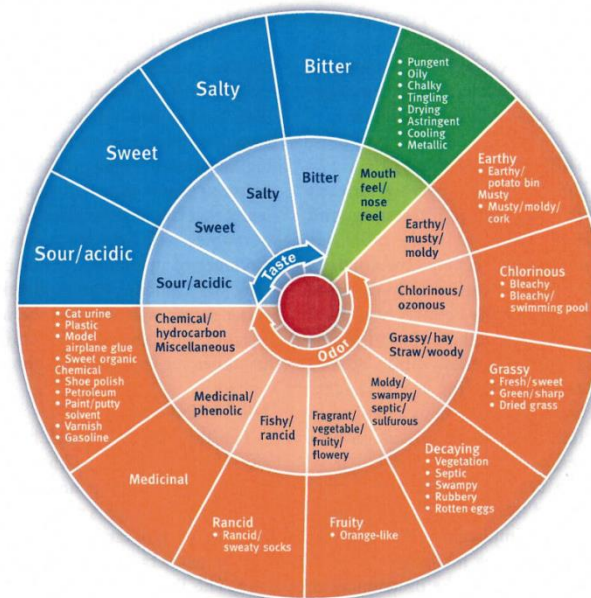 Bitter
Salty
Sweet
Sour/acidic
• Pungent
• Oily
• Chalky
• Tingling
• Drying
• Astringent
• Cooling
• Metallic
Earthy
• Earthy/
potato bin
Musty
• Musty/moldy/
cork
Chlorinous
• Bleachy
• Bleachy/
swimming pool
Grassy
• Fresh/sweet
• Green/sharp
• Dried grass
Decaying
• Vegetation
• Septic
• Swampy
• Rubbery
• Rotten eggs
Fruity
• Orange-like
Rancid
• Rancid/
sweaty socks
Medicinal
• Cat urine
• Plastic
• Model
airplane glue
• Sweet organic
Chemical
• Shoe polish
• Petroleum
• Paint/putty
solvent
• Varnish
• Gasoline
Bitter
Salty
Sweet
Sour/acidic
Mouth
feel/
nose
feel
Earthy/
musty/
moldy
Chlorinous/
ozonous
Grassy/hay
Straw/woody
Moldy/
swampy/
septic/
sulfurous
Fragrant/
vegetable/
fruity/
flowery
Fishy/
rancid
Medicinal/
phenolic
Chemical/
hydrocarbon
Miscellaneous
Taste
Odor